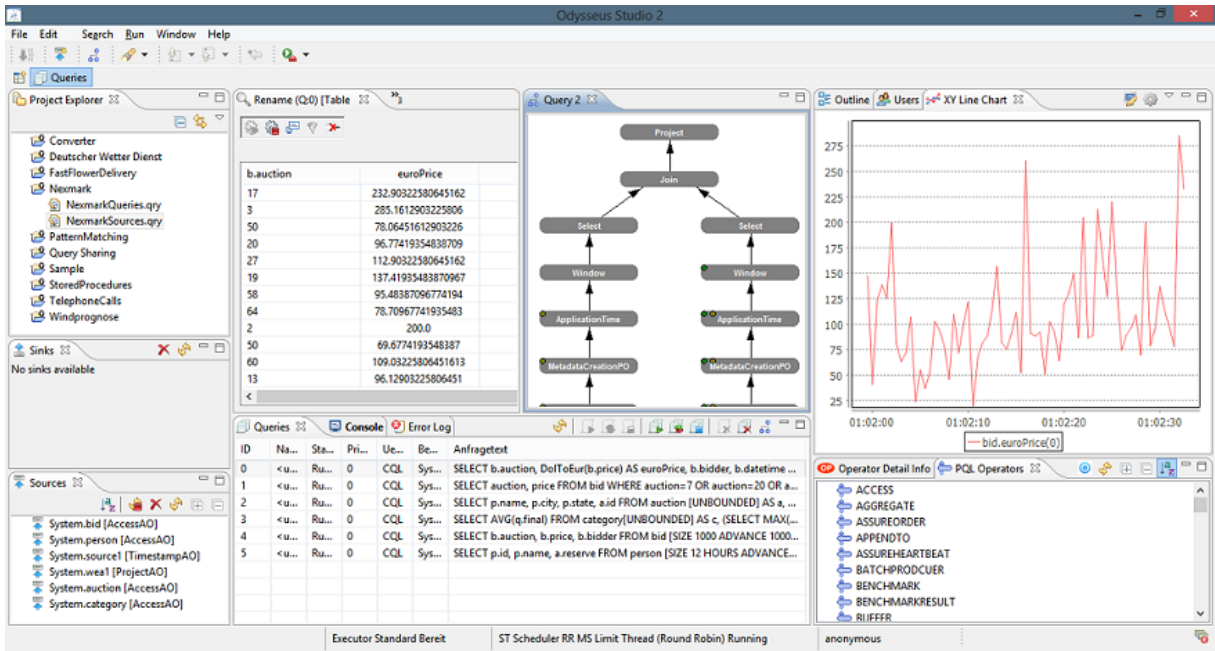 Odysseus Studio 2
File Edit Search Run Window Help
Queries
Project Explorer
Converter
Deutscher Wetter Dienst
FastFlowerDelivery
Nexmark
NexmarkQueries.qry
NexmarkSources.qry
PatternMatching
Query Sharing
Sample
StoredProcedures
TelephoneCalls
Windprognose
Sinks
No sinks available
Sources
System.bid [AccessAO]
System.person [AccessAO]
System.source1 [TimestampAO]
System.wea1 [ProjectAO]
System.auction [AccessAO]
System.category [AccessAO]
Rename (Q:0) [Table
b.auction euroPrice
17 232.90322580645162
3 285.1612903225806
50 78.06451612903226
20 96.77419354838709
27 112.90322580645162
19 137.41935483870967
58 95.48387096774194
64 78.70967741935483
2 200.0
50 69.6774193548387
60 109.03225806451613
13 96.12903225806451
Query 2
Project
Join
Select Select
Window Window
ApplicationTime ApplicationTime
MetadataCreationPO MetadataCreationPO
Outline Users XY Line Chart
275
250
225
200
175
150
125
100
75
50
25
01:02:00 01:02:10 01:02:20 01:02:30
bid.euroPrice(0)
Queries Console Error Log
ID Na... Sta... Pri... Ue... Be... Anfragetext
0 <u... Ru... 0 CQL Sys... SELECT b.auction, DolToEur(b.price) AS euroPrice, b.bidder, b.datetime ...
1 <u... Ru... 0 CQL Sys... SELECT auction, price FROM bid WHERE auction=7 OR auction=20 OR a...
2 <u... Ru... 0 CQL Sys... SELECT p.name, p.city, p.state, a.id FROM auction [UNBOUNDED] AS a, ...
3 <u... Ru... 0 CQL Sys... SELECT AVG(q.final) FROM category[UNBOUNDED] AS c, (SELECT MAX(...
4 <u... Ru... 0 CQL Sys... SELECT b.auction, b.price, b.bidder FROM bid [SIZE 1000 ADVANCE 1000...
5 <u... Ru... 0 CQL Sys... SELECT p.id, p.name, a.reserve FROM person [SIZE 12 HOURS ADVANCE...
OP Operator Detail Info PQL Operators
ACCESS
AGGREGATE
ASSUREORDER
APPENDTO
ASSUREHEARTBEAT
BATCHPRODCUER
BENCHMARK
BENCHMARKRESULT
BUFFER
Executor Standard Bereit ST Scheduler RR MS Limit Thread (Round Robin) Running anonymous